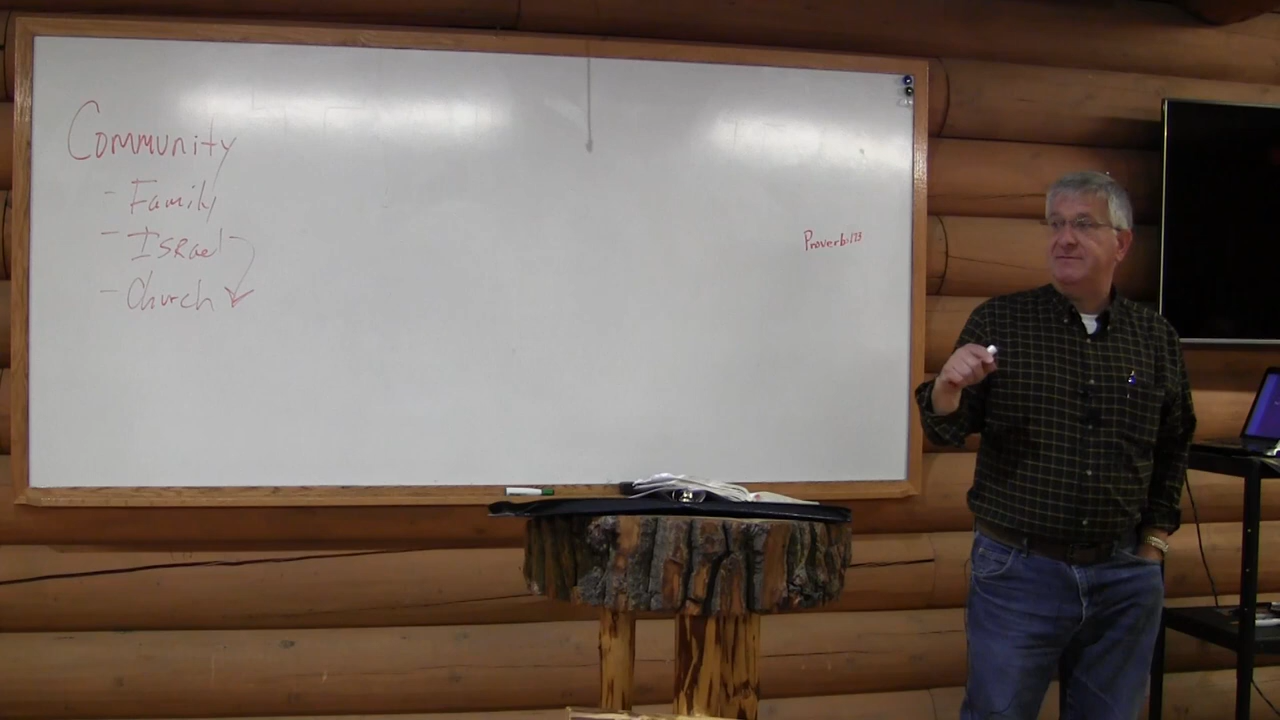 Community
- Family
- Israel
- Church
Proverbs